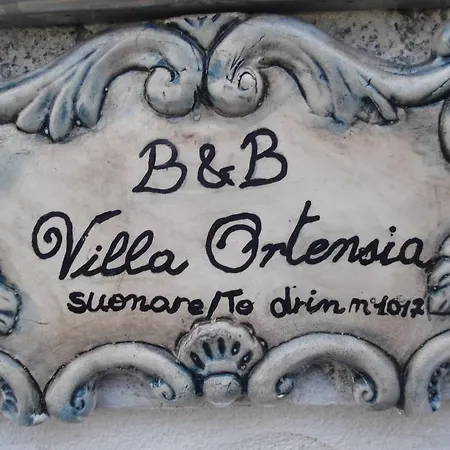 B&B
Villa Ortensia
suonare/To drin n°1017